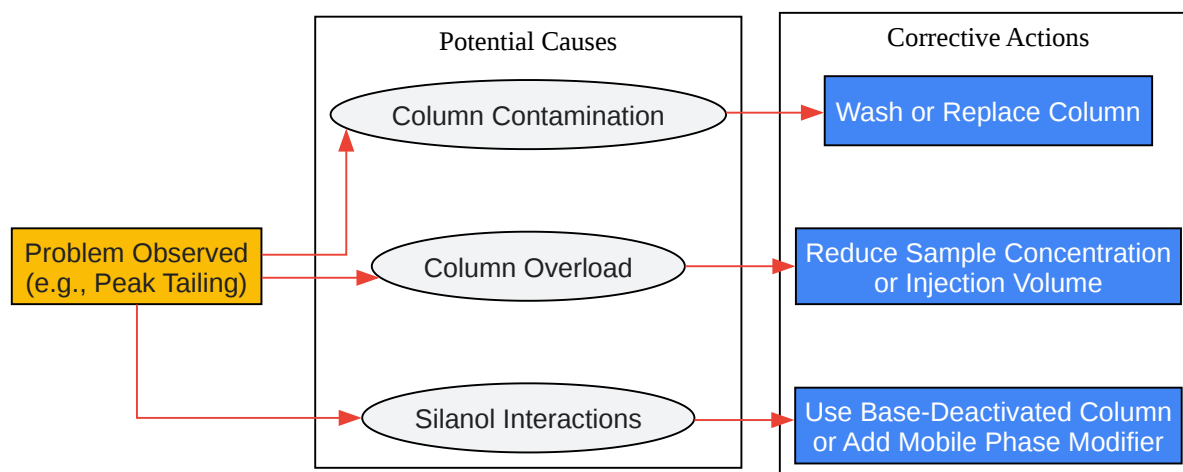 Potential Causes
Corrective Actions
Column Contamination
Wash or Replace Column
Problem Observed
(e.g., Peak Tailing)
Column Overload
Reduce Sample Concentration
or Injection Volume
Silanol Interactions
Use Base-Deactivated Column
or Add Mobile Phase Modifier